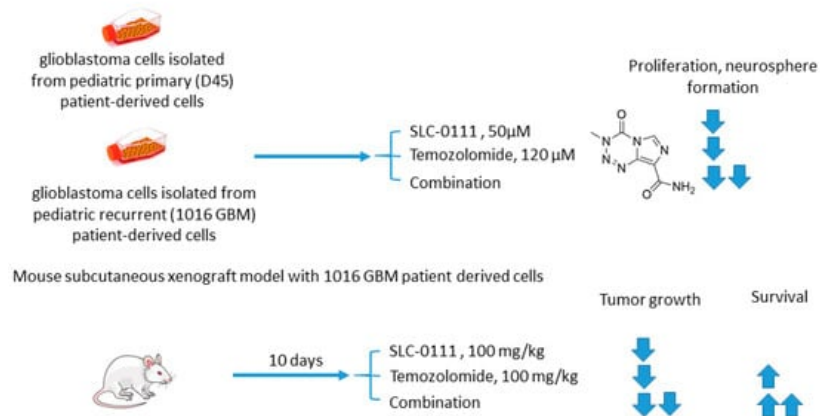 glioblastoma cells isolated
from pediatric primary (D45)
patient-derived cells
glioblastoma cells isolated from
pediatric recurrent (1016 GBM)
patient-derived cells
SLC-0111 , 50µM
Temozolomide, 120 µM
Combination
O
N
N
N
N
N
O
NH2
Proliferation, neurosphere
formation
Mouse subcutaneous xenograft model with 1016 GBM patient derived cells
Tumor growth
Survival
10 days
SLC-0111 , 100 mg/kg
Temozolomide, 100 mg/kg
Combination